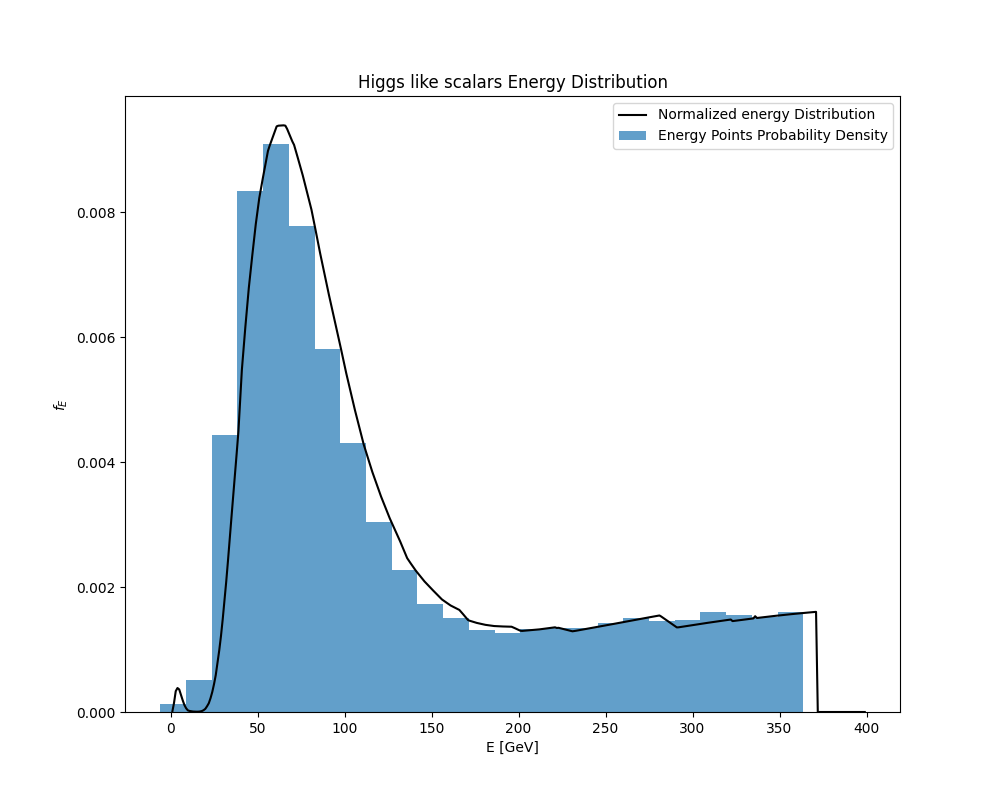 Higgs like scalars Energy Distribution
Normalized energy Distribution
Energy Points Probability Density
0.008
0.006
0.004
0.002
0.000
f_E
0 50 100 150 200 250 300 350 400
E [GeV]